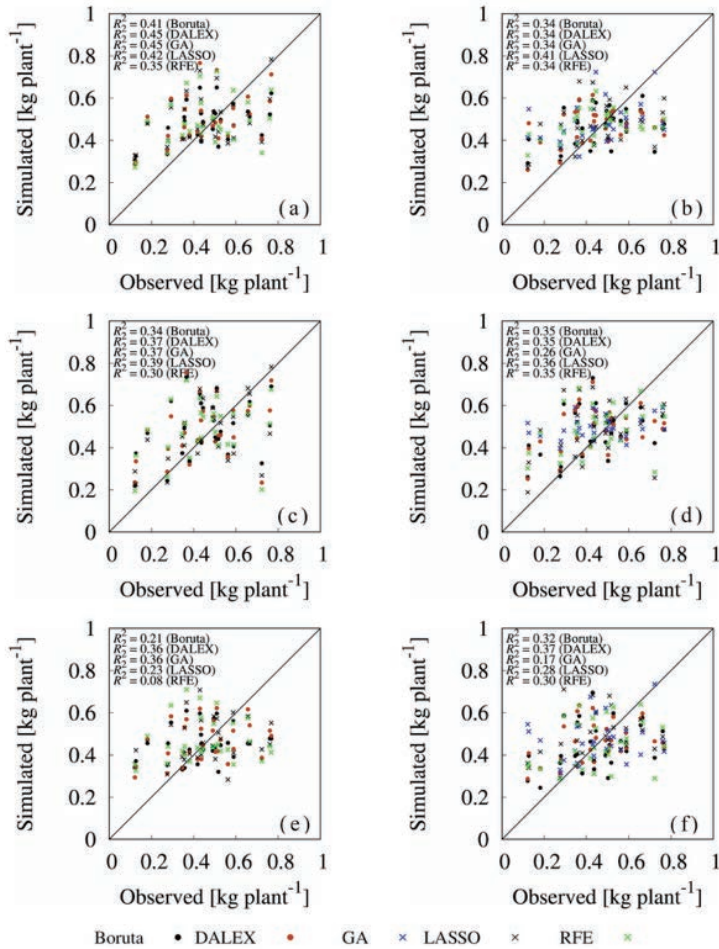 Simulated [kg plant⁻¹]
1
0.8
0.6
0.4
0.2
0
R² = 0.41 (Boruta)
R² = 0.45 (DALEX)
R² = 0.45 (GA)
R² = 0.42 (LASSO)
R² = 0.35 (RFE)
(a)
0 0.2 0.4 0.6 0.8 1
Observed [kg plant⁻¹]
Simulated [kg plant⁻¹]
1
0.8
0.6
0.4
0.2
0
R² = 0.34 (Boruta)
R² = 0.34 (DALEX)
R² = 0.34 (GA)
R² = 0.41 (LASSO)
R² = 0.34 (RFE)
(b)
0 0.2 0.4 0.6 0.8 1
Observed [kg plant⁻¹]
Simulated [kg plant⁻¹]
1
0.8
0.6
0.4
0.2
0
R² = 0.34 (Boruta)
R² = 0.37 (DALEX)
R² = 0.37 (GA)
R² = 0.39 (LASSO)
R² = 0.30 (RFE)
(c)
0 0.2 0.4 0.6 0.8 1
Observed [kg plant⁻¹]
Simulated [kg plant⁻¹]
1
0.8
0.6
0.4
0.2
0
R² = 0.35 (Boruta)
R² = 0.35 (DALEX)
R² = 0.26 (GA)
R² = 0.36 (LASSO)
R² = 0.35 (RFE)
(d)
0 0.2 0.4 0.6 0.8 1
Observed [kg plant⁻¹]
Simulated [kg plant⁻¹]
1
0.8
0.6
0.4
0.2
0
R² = 0.21 (Boruta)
R² = 0.36 (DALEX)
R² = 0.36 (GA)
R² = 0.23 (LASSO)
R² = 0.08 (RFE)
(e)
0 0.2 0.4 0.6 0.8 1
Observed [kg plant⁻¹]
Simulated [kg plant⁻¹]
1
0.8
0.6
0.4
0.2
0
R² = 0.32 (Boruta)
R² = 0.37 (DALEX)
R² = 0.17 (GA)
R² = 0.28 (LASSO)
R² = 0.30 (RFE)
(f)
0 0.2 0.4 0.6 0.8 1
Observed [kg plant⁻¹]
Boruta DALEX GA LASSO RFE